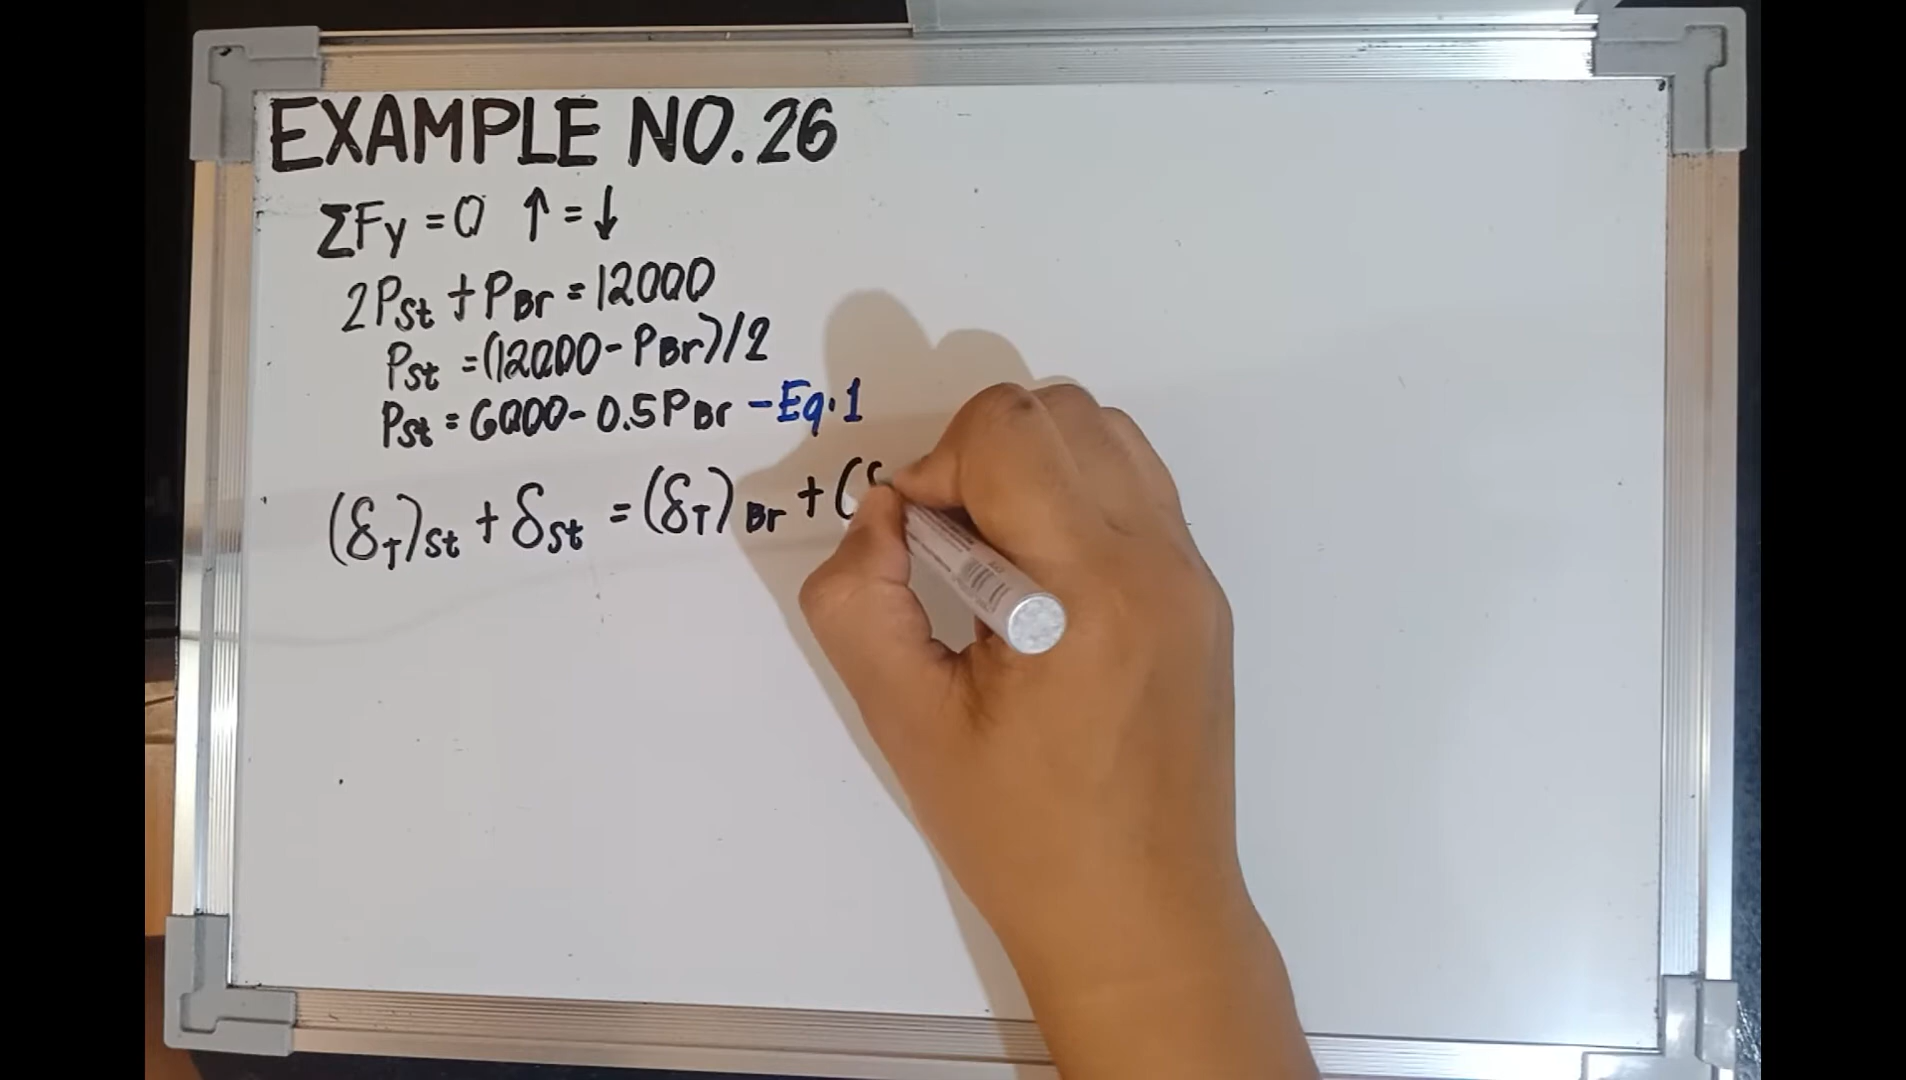 EXAMPLE NO. 26
ΣFy = 0 ↑ = ↓
2PSt + PBr = 12000
PSt = (12000 - PBr)/2
PSt = 6000 - 0.5PBr - Eq. 1
(δT)St + δSt = (δT)Br + (δ